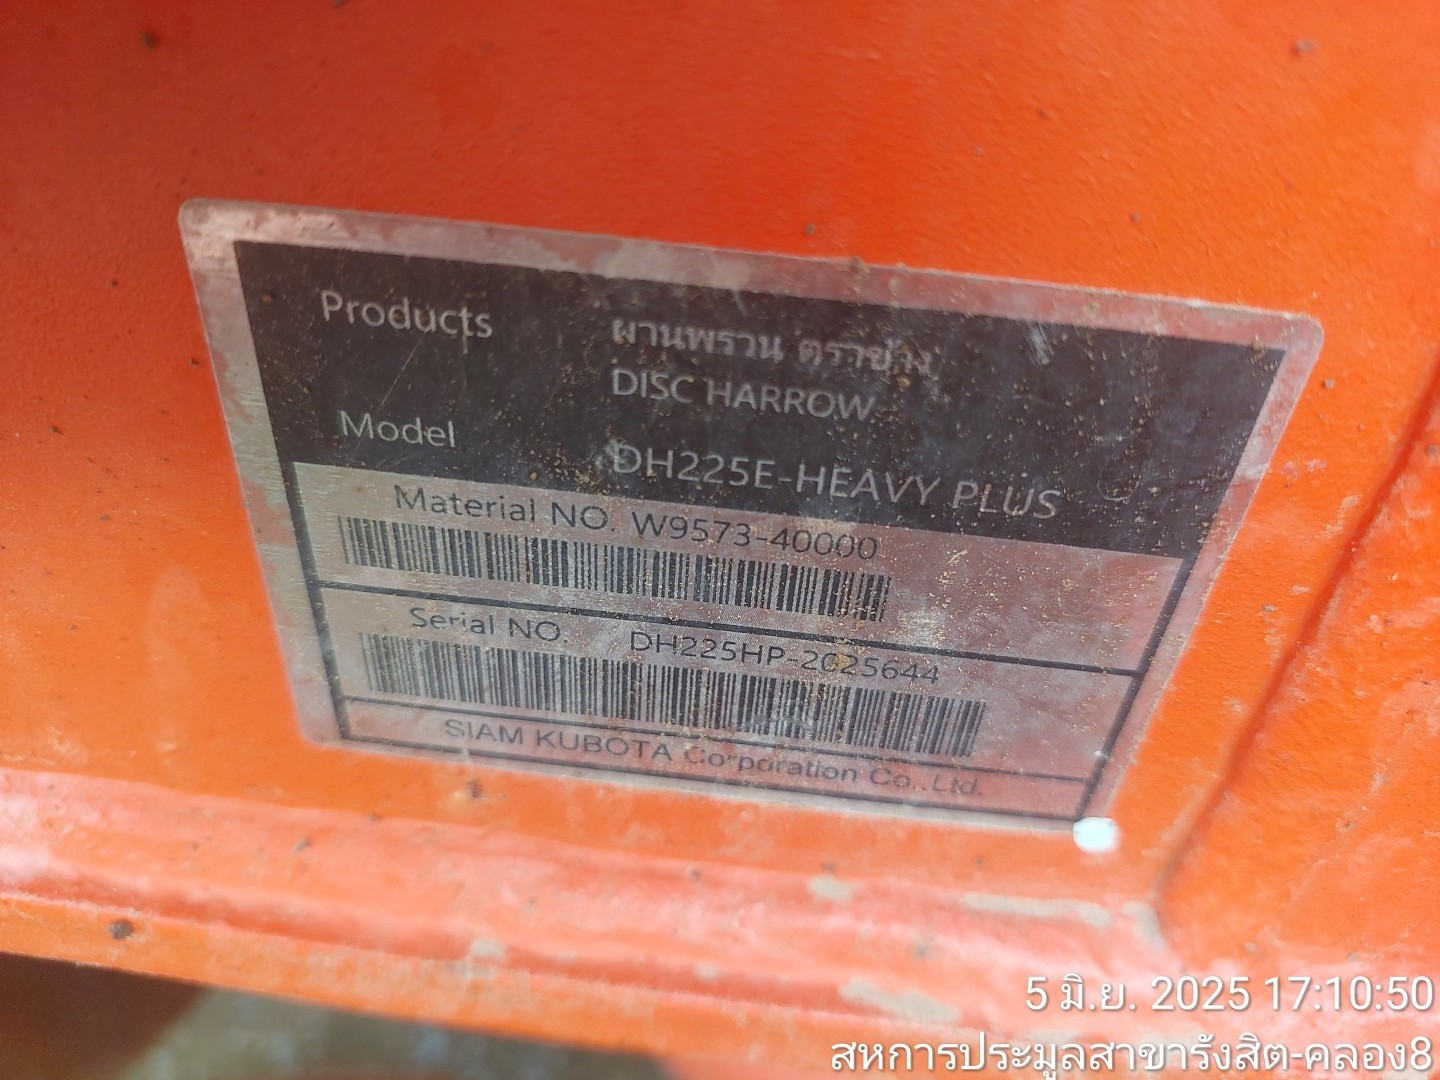 Products ผานพรวน ตราช้าง
DISC HARROW
Model DH225E-HEAVY PLUS
Material NO. W9573-40000
Serial NO. DH225HP-2025644
SIAM KUBOTA Corporation Co.,Ltd.
5 มิ.ย. 2025 17:10:50
สหการประมูลสาขารังสิต-คลอง8